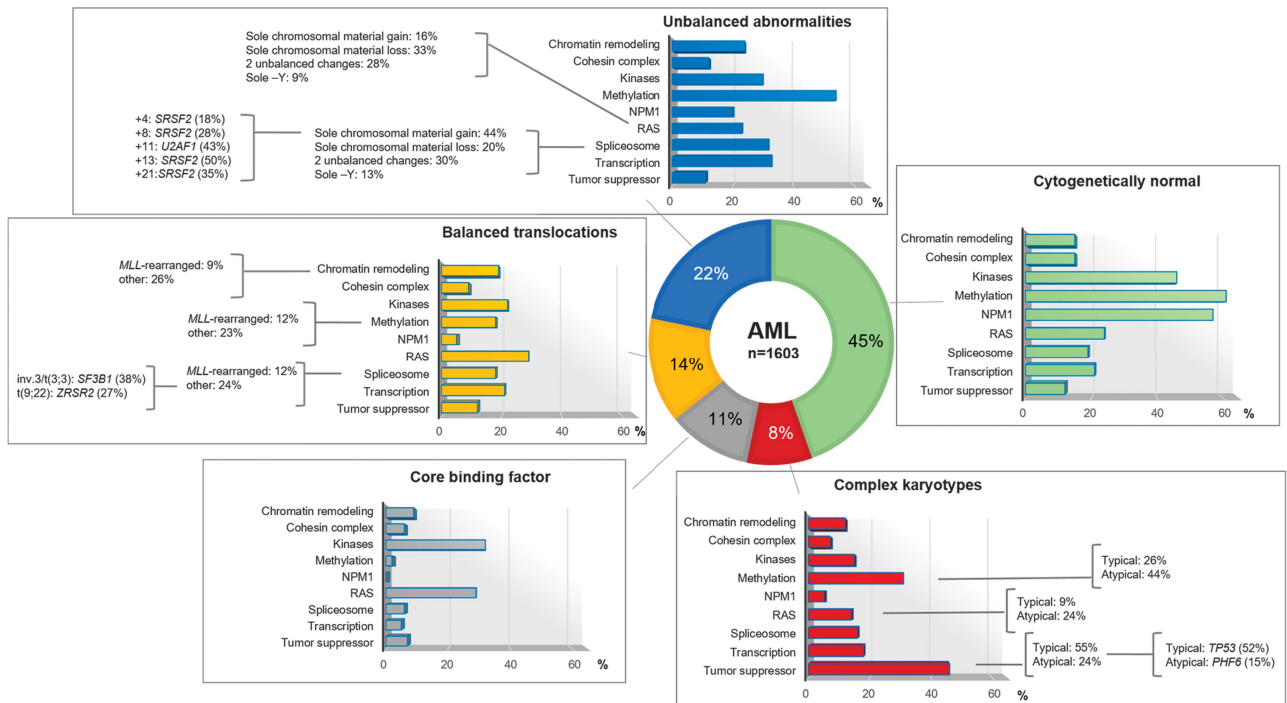 Unbalanced abnormalities
Sole chromosomal material gain: 16%
Sole chromosomal material loss: 33%
2 unbalanced changes: 28%
Sole –Y: 9%
+4: SRSF2 (18%)
+8: SRSF2 (28%)
+11: U2AF1 (43%)
+13: SRSF2 (50%)
+21:SRSF2 (35%)
Sole chromosomal material gain: 44%
Sole chromosomal material loss: 20%
2 unbalanced changes: 30%
Sole –Y: 13%
Chromatin remodeling
Cohesin complex
Kinases
Methylation
NPM1
RAS
Spliceosome
Transcription
Tumor suppressor
0 20 40 60 %
Balanced translocations
MLL-rearranged: 9%
other: 26%
MLL-rearranged: 12%
other: 23%
inv.3/t(3;3): SF3B1 (38%)
t(9;22): ZRSR2 (27%)
MLL-rearranged: 12%
other: 24%
Chromatin remodeling
Cohesin complex
Kinases
Methylation
NPM1
RAS
Spliceosome
Transcription
Tumor suppressor
0 20 40 60 %
AML
n=1603
22%
45%
14%
11%
8%
Cytogenetically normal
Chromatin remodeling
Cohesin complex
Kinases
Methylation
NPM1
RAS
Spliceosome
Transcription
Tumor suppressor
0 20 40 60 %
Core binding factor
Chromatin remodeling
Cohesin complex
Kinases
Methylation
NPM1
RAS
Spliceosome
Transcription
Tumor suppressor
0 20 40 60 %
Complex karyotypes
Chromatin remodeling
Cohesin complex
Kinases
Methylation
NPM1
RAS
Spliceosome
Transcription
Tumor suppressor
0 20 40 60 %
Typical: 26%
Atypical: 44%
Typical: 9%
Atypical: 24%
Typical: 55%
Atypical: 24%
Typical: TP53 (52%)
Atypical: PHF6 (15%)